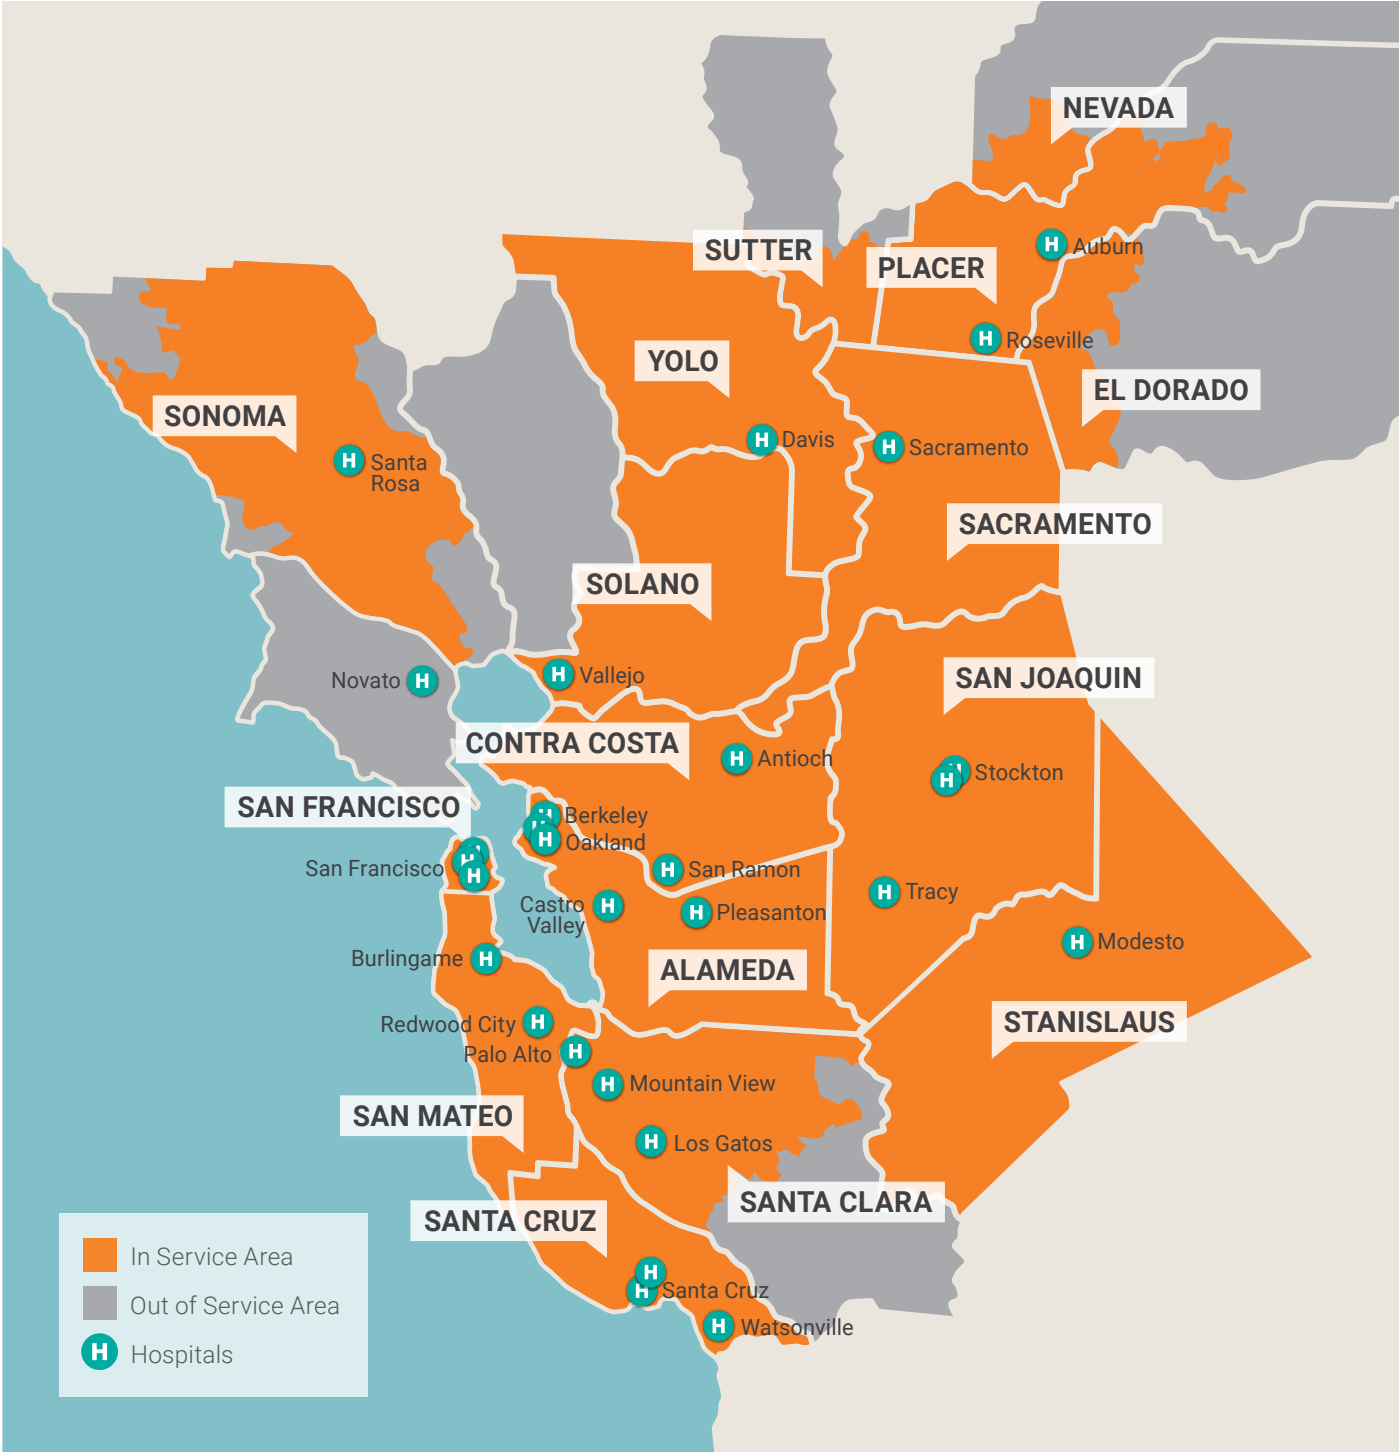 NEVADA
SUTTER
Auburn
PLACER
Roseville
YOLO
EL DORADO
SONOMA
Davis
Sacramento
Santa
Rosa
SACRAMENTO
SOLANO
Novato
Vallejo
SAN JOAQUIN
CONTRA COSTA
Antioch
Stockton
SAN FRANCISCO
Berkeley
Oakland
San Francisco
San Ramon
Tracy
Castro
Valley
Pleasanton
Modesto
Burlingame
ALAMEDA
Redwood City
STANISLAUS
Palo Alto
Mountain View
SAN MATEO
Los Gatos
SANTA CLARA
SANTA CRUZ
Santa Cruz
Watsonville
In Service Area
Out of Service Area
H Hospitals